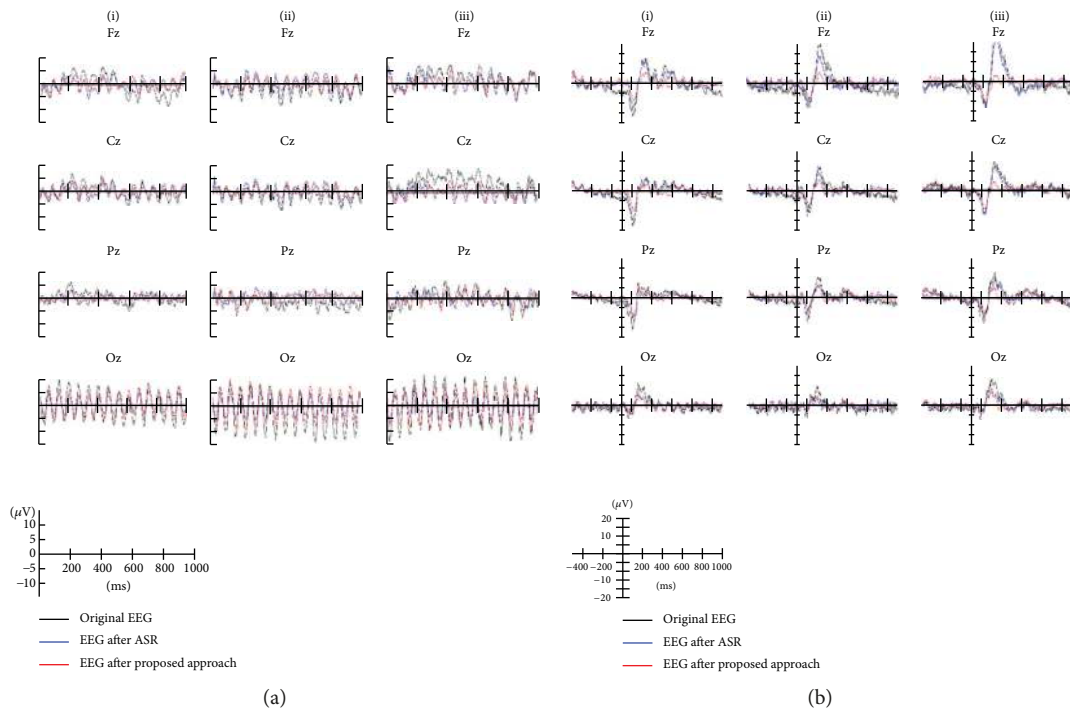 (i) (ii) (iii) (i) (ii) (iii)
Fz Fz Fz Fz Fz Fz
Cz Cz Cz Cz Cz Cz
Pz Pz Pz Pz Pz Pz
Oz Oz Oz Oz Oz Oz
(μV)
10
5
0
−5
−10
200 400 600 800 1000
(ms)
Original EEG
EEG after ASR
EEG after proposed approach
(a)
(μV)
20
10
−400 0 200 400 600 800 1000
−10 (ms)
−20
Original EEG
EEG after ASR
EEG after proposed approach
(b)